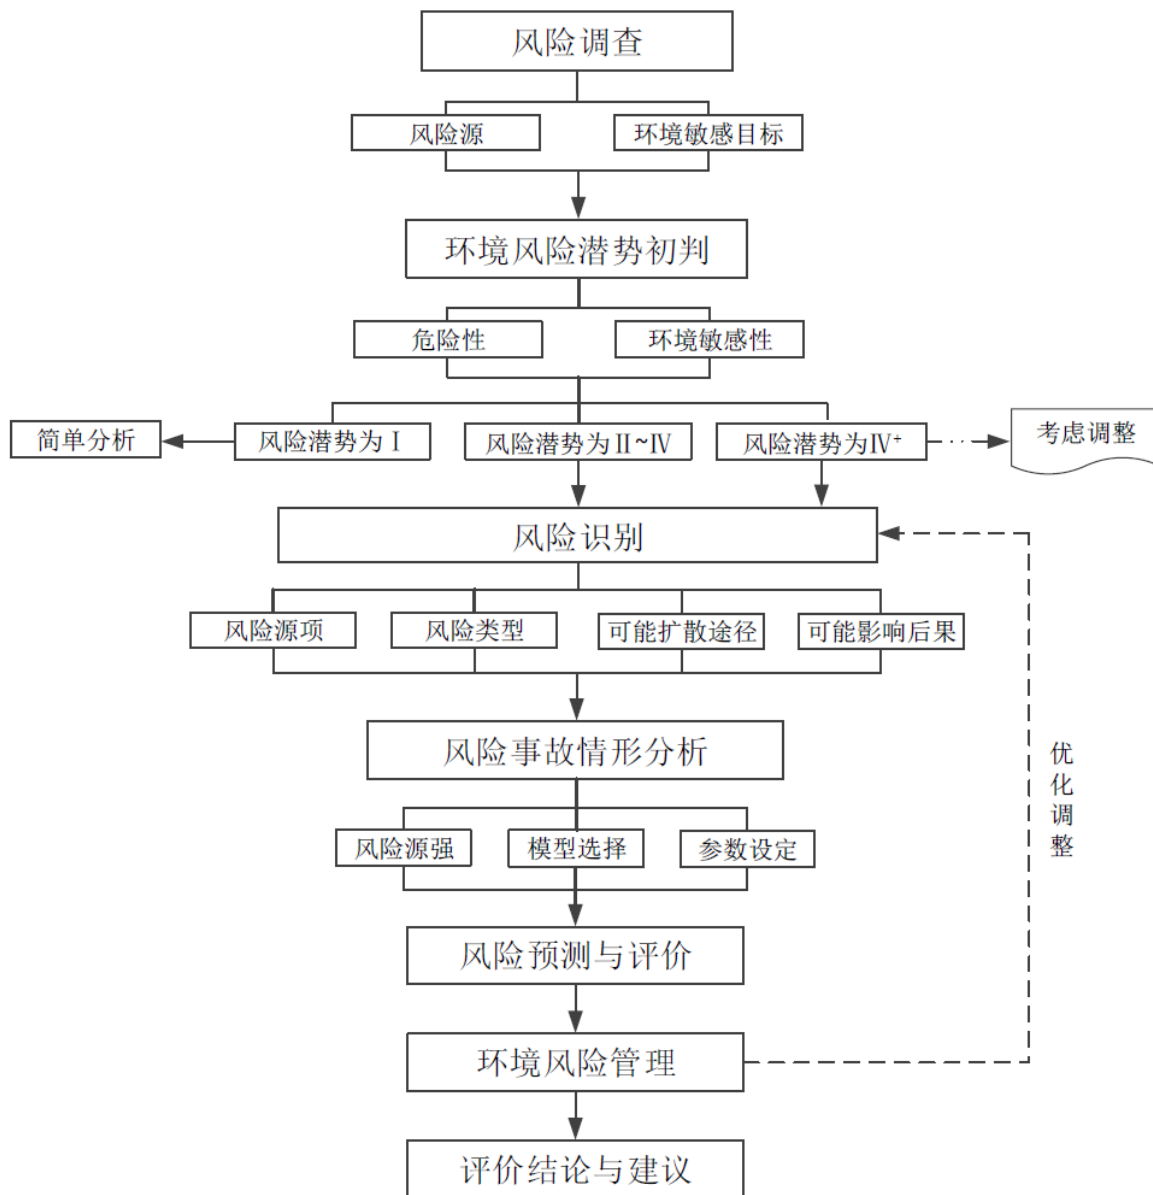 风险调查
风险源
环境敏感目标
环境风险潜势初判
危险性
环境敏感性
简单分析
风险潜势为Ⅰ
风险潜势为Ⅱ~Ⅳ
风险潜势为Ⅳ⁺
考虑调整
风险识别
风险源项
风险类型
可能扩散途径
可能影响后果
风险事故情形分析
优化调整
风险源强
模型选择
参数设定
风险预测与评价
环境风险管理
评价结论与建议